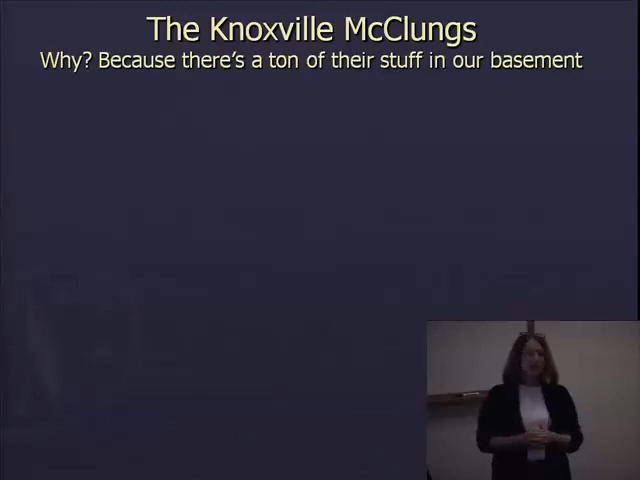 The Knoxville McClungs
Why? Because there's a ton of their stuff in our basement